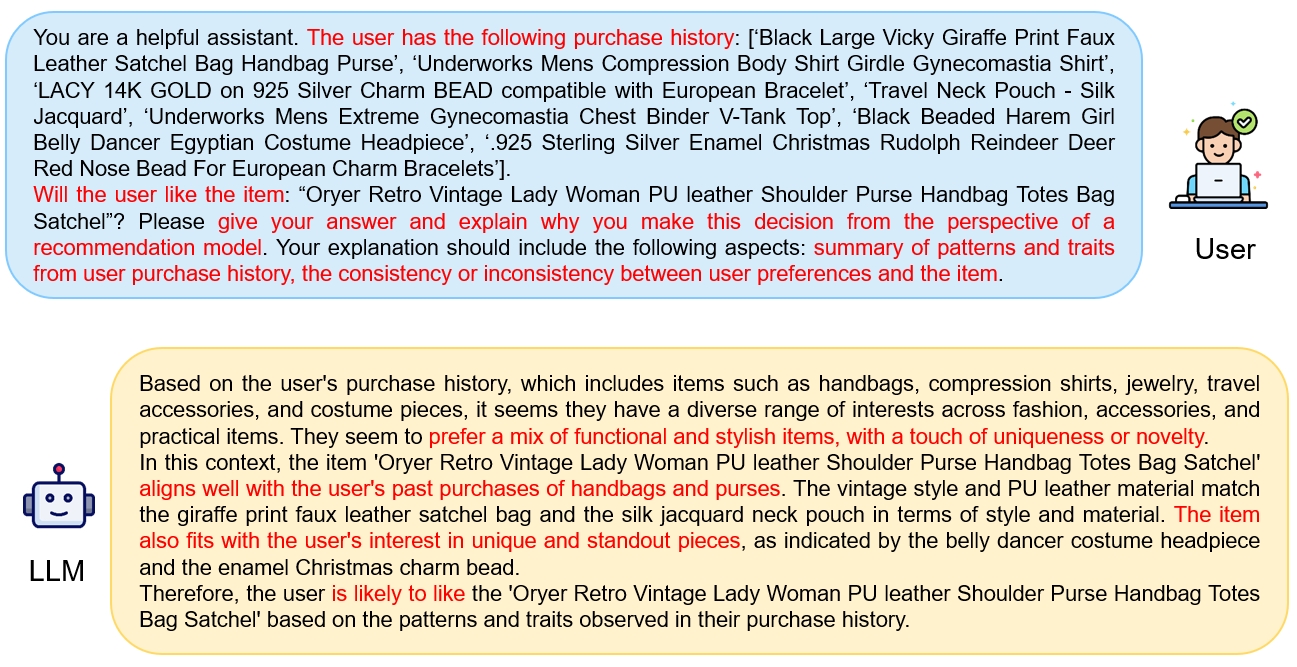 You are a helpful assistant. The user has the following purchase history: [‘Black Large Vicky Giraffe Print Faux
Leather Satchel Bag Handbag Purse’, ‘Underworks Mens Compression Body Shirt Girdle Gynecomastia Shirt’,
‘LACY 14K GOLD on 925 Silver Charm BEAD compatible with European Bracelet’, ‘Travel Neck Pouch - Silk
Jacquard’, ‘Underworks Mens Extreme Gynecomastia Chest Binder V-Tank Top’, ‘Black Beaded Harem Girl
Belly Dancer Egyptian Costume Headpiece’, ‘.925 Sterling Silver Enamel Christmas Rudolph Reindeer Deer
Red Nose Bead For European Charm Bracelets’].
Will the user like the item: “Oryer Retro Vintage Lady Woman PU leather Shoulder Purse Handbag Totes Bag
Satchel”? Please give your answer and explain why you make this decision from the perspective of a
recommendation model. Your explanation should include the following aspects: summary of patterns and traits
from user purchase history, the consistency or inconsistency between user preferences and the item.
User
Based on the user's purchase history, which includes items such as handbags, compression shirts, jewelry, travel
accessories, and costume pieces, it seems they have a diverse range of interests across fashion, accessories, and
practical items. They seem to prefer a mix of functional and stylish items, with a touch of uniqueness or novelty.
In this context, the item 'Oryer Retro Vintage Lady Woman PU leather Shoulder Purse Handbag Totes Bag Satchel'
aligns well with the user's past purchases of handbags and purses. The vintage style and PU leather material match
the giraffe print faux leather satchel bag and the silk jacquard neck pouch in terms of style and material. The item
also fits with the user's interest in unique and standout pieces, as indicated by the belly dancer costume headpiece
and the enamel Christmas charm bead.
Therefore, the user is likely to like the 'Oryer Retro Vintage Lady Woman PU leather Shoulder Purse Handbag Totes
Bag Satchel' based on the patterns and traits observed in their purchase history.
LLM